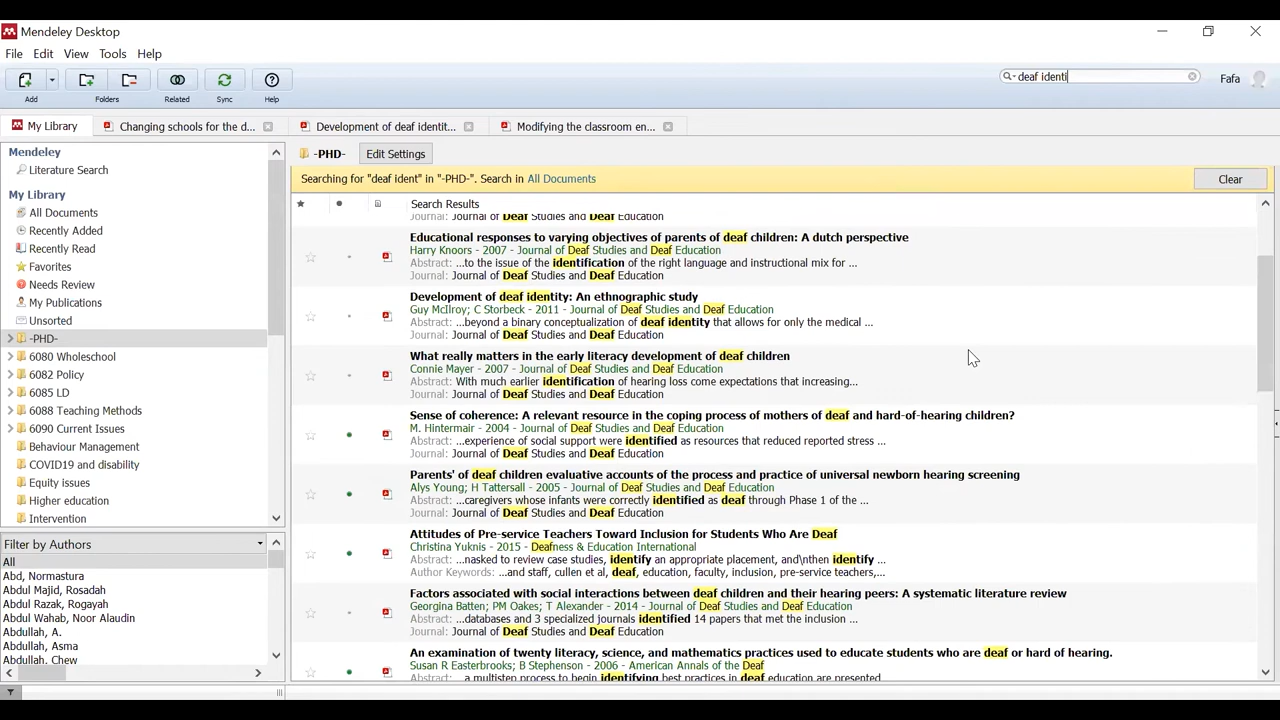 Mendeley Desktop
File Edit View Tools Help
deaf identi
Fafa
Add Folders Related Sync Help
My Library
Changing schools for the d...
Development of deaf identit...
Modifying the classroom en...
Mendeley
Literature Search
My Library
All Documents
Recently Added
Recently Read
Favorites
Needs Review
My Publications
Unsorted
-PHD-
6080 Wholeschool
6082 Policy
6085 LD
6088 Teaching Methods
6090 Current Issues
Behaviour Management
COVID19 and disability
Equity issues
Higher education
Intervention
Filter by Authors
All
Abd, Normastura
Abdul Majid, Rosadah
Abdul Razak, Rogayah
Abdul Wahab, Noor Alaudin
Abdullah, A.
Abdullah, Asma
Abdullah, Chew
-PHD- Edit Settings
Searching for "deaf ident" in "-PHD-". Search in All Documents
Clear
Search Results
Journal: Journal of Deaf Studies and Deaf Education
Educational responses to varying objectives of parents of deaf children: A dutch perspective
Harry Knoors - 2007 - Journal of Deaf Studies and Deaf Education
Abstract: ...to the issue of the identification of the right language and instructional mix for ...
Journal: Journal of Deaf Studies and Deaf Education
Development of deaf identity: An ethnographic study
Guy McIlroy; C Storbeck - 2011 - Journal of Deaf Studies and Deaf Education
Abstract: ...beyond a binary conceptualization of deaf identity that allows for only the medical ...
Journal: Journal of Deaf Studies and Deaf Education
What really matters in the early literacy development of deaf children
Connie Mayer - 2007 - Journal of Deaf Studies and Deaf Education
Abstract: With much earlier identification of hearing loss come expectations that increasing...
Journal: Journal of Deaf Studies and Deaf Education
Sense of coherence: A relevant resource in the coping process of mothers of deaf and hard-of-hearing children?
M. Hintermair - 2004 - Journal of Deaf Studies and Deaf Education
Abstract: ...experience of social support were identified as resources that reduced reported stress ...
Journal: Journal of Deaf Studies and Deaf Education
Parents' of deaf children evaluative accounts of the process and practice of universal newborn hearing screening
Alys Young; H Tattersall - 2005 - Journal of Deaf Studies and Deaf Education
Abstract: ...caregivers whose infants were correctly identified as deaf through Phase 1 of the ...
Journal: Journal of Deaf Studies and Deaf Education
Attitudes of Pre-service Teachers Toward Inclusion for Students Who Are Deaf
Christina Yuknis - 2015 - Deafness & Education International
Abstract: ...nasked to review case studies, identify an appropriate placement, and\nthen identify ...
Author Keywords: ...and staff, cullen et al, deaf, education, faculty, inclusion, pre-service teachers,...
Factors associated with social interactions between deaf children and their hearing peers: A systematic literature review
Georgina Batten; PM Oakes; T Alexander - 2014 - Journal of Deaf Studies and Deaf Education
Abstract: ...databases and 3 specialized journals identified 14 papers that met the inclusion ...
Journal: Journal of Deaf Studies and Deaf Education
An examination of twenty literacy, science, and mathematics practices used to educate students who are deaf or hard of hearing.
Susan R Easterbrooks; B Stephenson - 2006 - American Annals of the Deaf
Abstract: ...a multistep process to begin identifying best practices in deaf education are presented